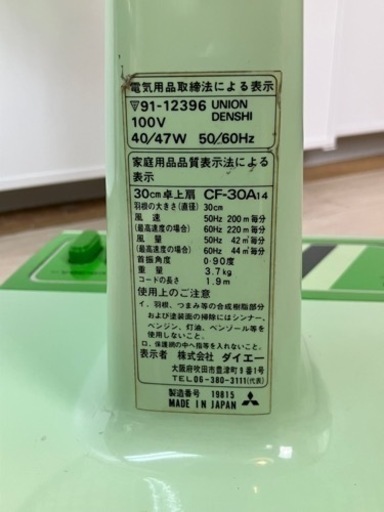 電気用品取締法による表示
▽91-12396 UNION
DENSHI
100V
40/47W 50/60Hz
家庭用品品質表示法による
表示
30cm卓上扇 CF-30A14
羽根の大きさ(直径) 30cm
風速 50Hz 200m毎分
(最高速度の場合) 60Hz 220m毎分
風量 50Hz 42㎥毎分
(最高速度の場合) 60Hz 44㎥毎分
首振角度 0·90度
重量 3.7kg
コードの長さ 1.9m
使用上のご注意
イ.羽根、つまみ等の合成樹脂部分
および塗装面の掃除にはシンナー、
ベンジン、灯油、ベンゾール等を
使用しないこと。
ロ.保護網の中へ指等を入れないこと。
表示者 株式会社 ダイエー
大阪府吹田市豊津町9番1号
TEL06-380-3111(代表)
製造番号 19815
MADE IN JAPAN